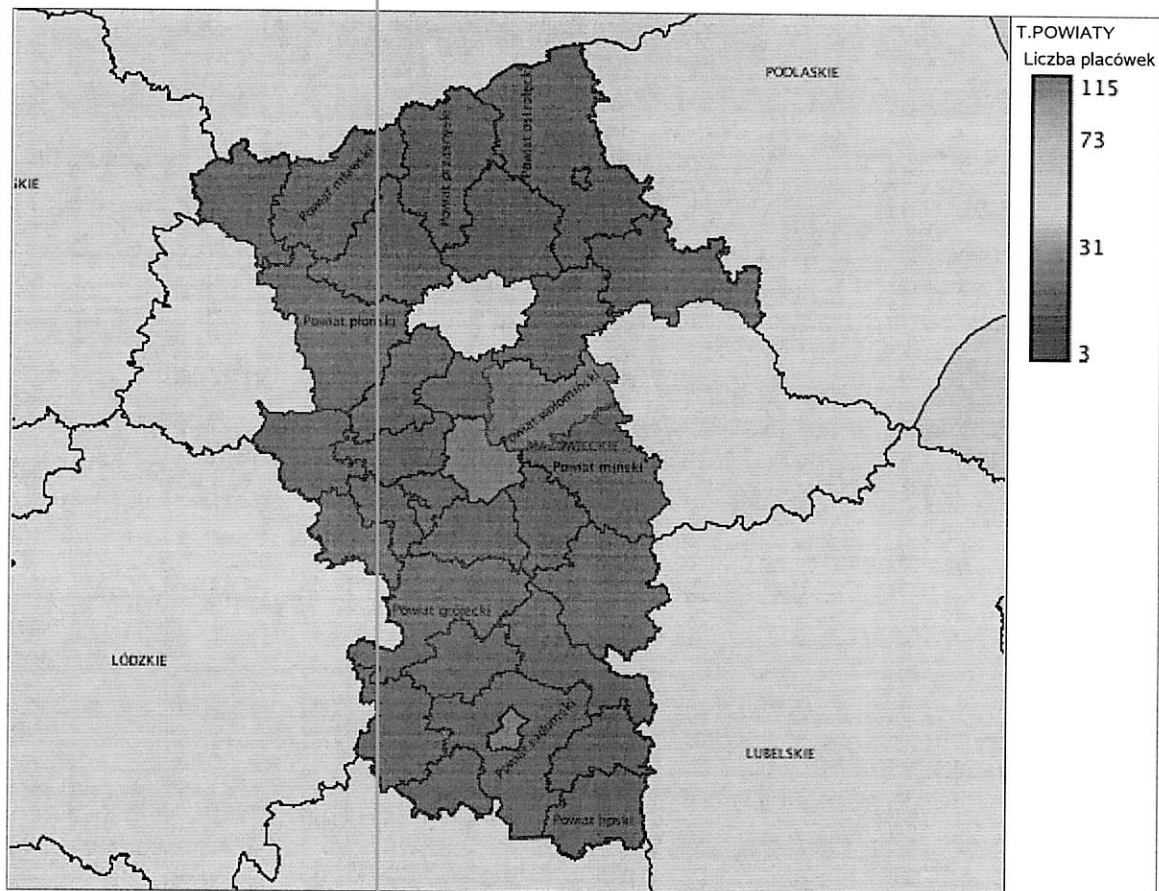 T.POWIATY
Liczba placówek
115
73
31
3
PODLASKIE
SKIE
Powiat mławski
Powiat przasnyski
Powiat ostrołęcki
Powiat płoński
Powiat wołomiński
MAZOWIECKIE
Powiat miński
Powiat grójecki
ŁÓDZKIE
Powiat radomski
LUBELSKIE
Powiat lipski